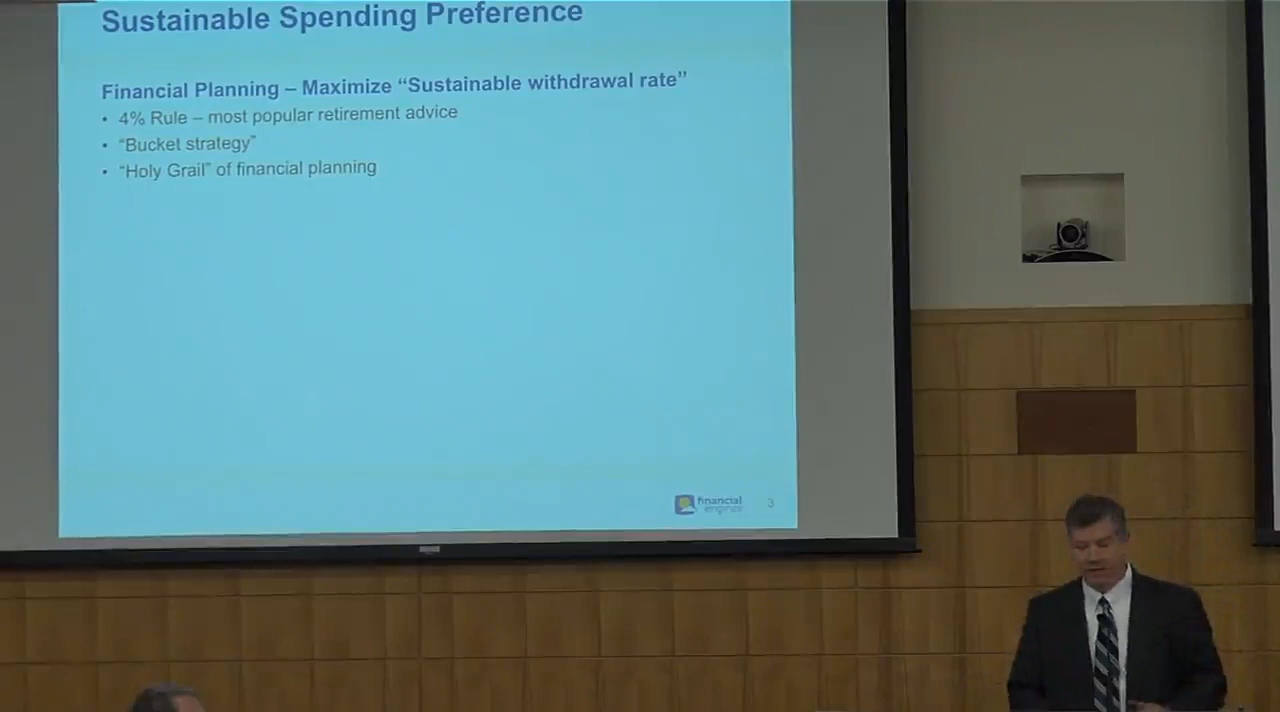 Sustainable Spending Preference
Financial Planning – Maximize “Sustainable withdrawal rate”
• 4% Rule – most popular retirement advice
• “Bucket strategy”
• “Holy Grail” of financial planning
financial
engines
3